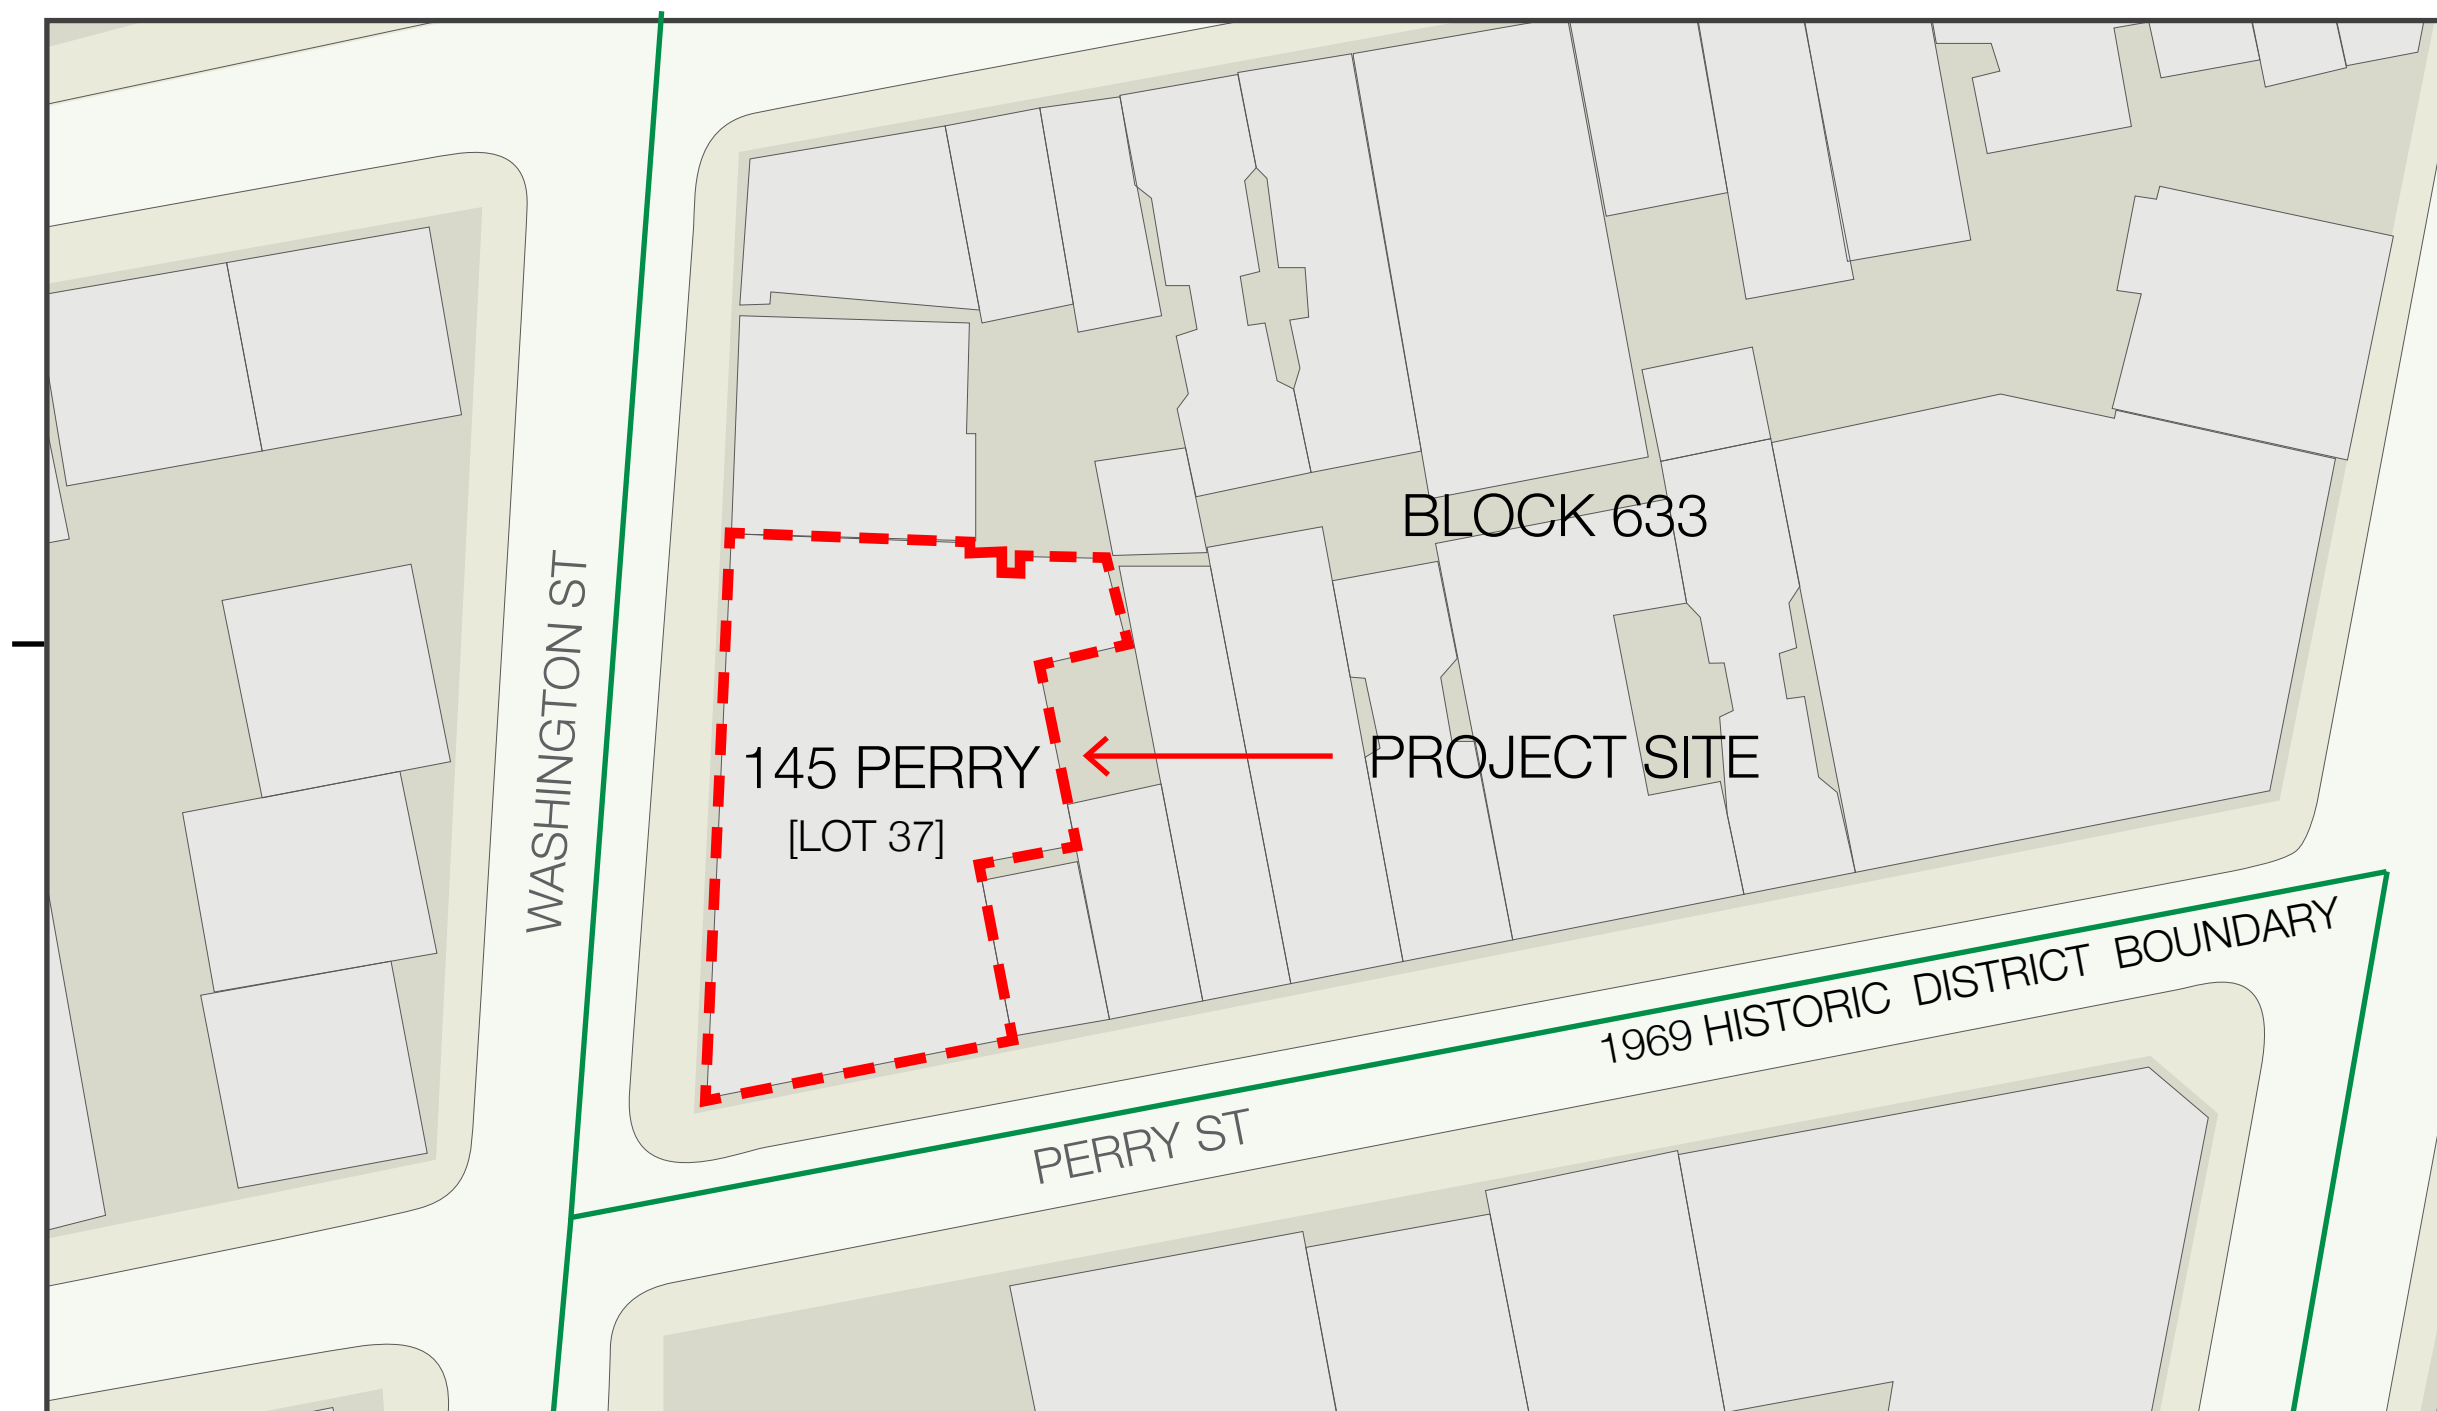 BLOCK 633
WASHINGTON ST
145 PERRY
[LOT 37]
PROJECT SITE
1969 HISTORIC DISTRICT BOUNDARY
PERRY ST